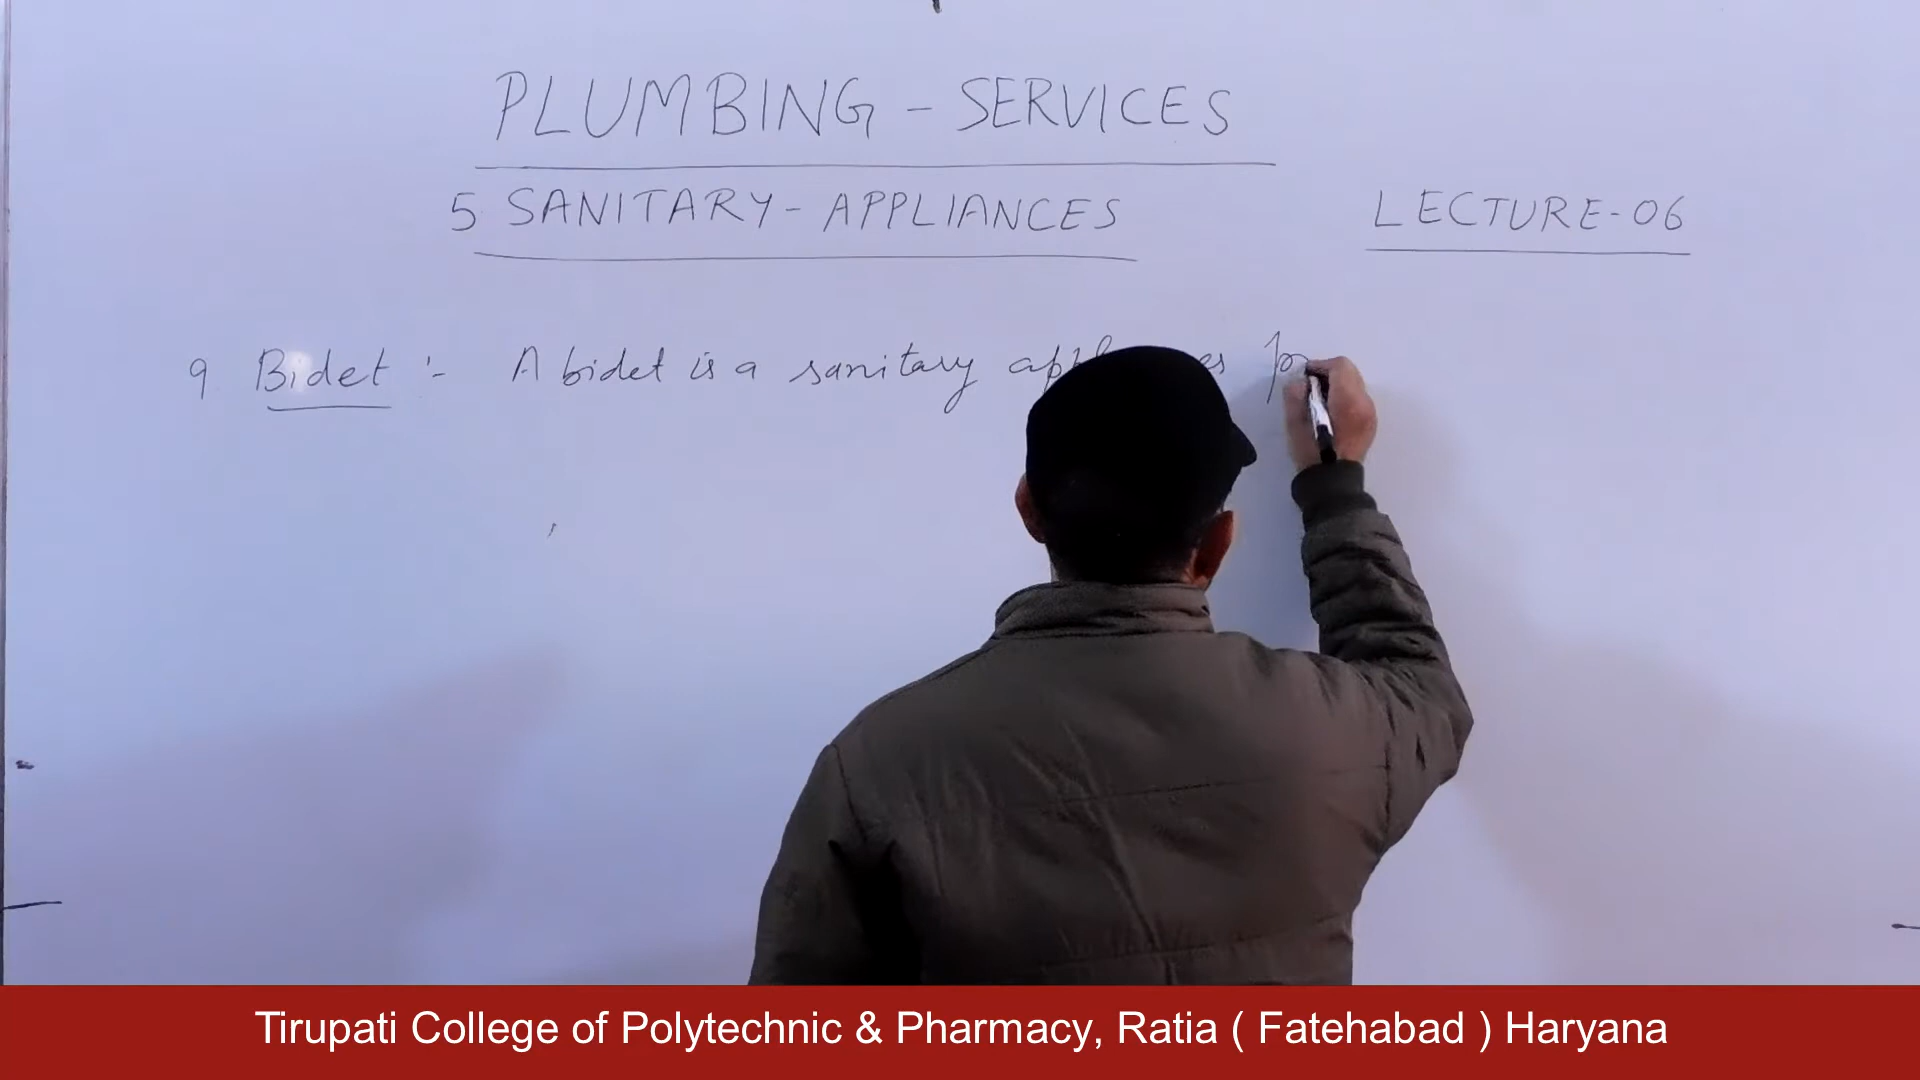 PLUMBING - SERVICES
5 SANITARY - APPLIANCES
LECTURE-06
9 Bidet :- A bidet is a sanitary
Tirupati College of Polytechnic & Pharmacy, Ratia ( Fatehabad ) Haryana